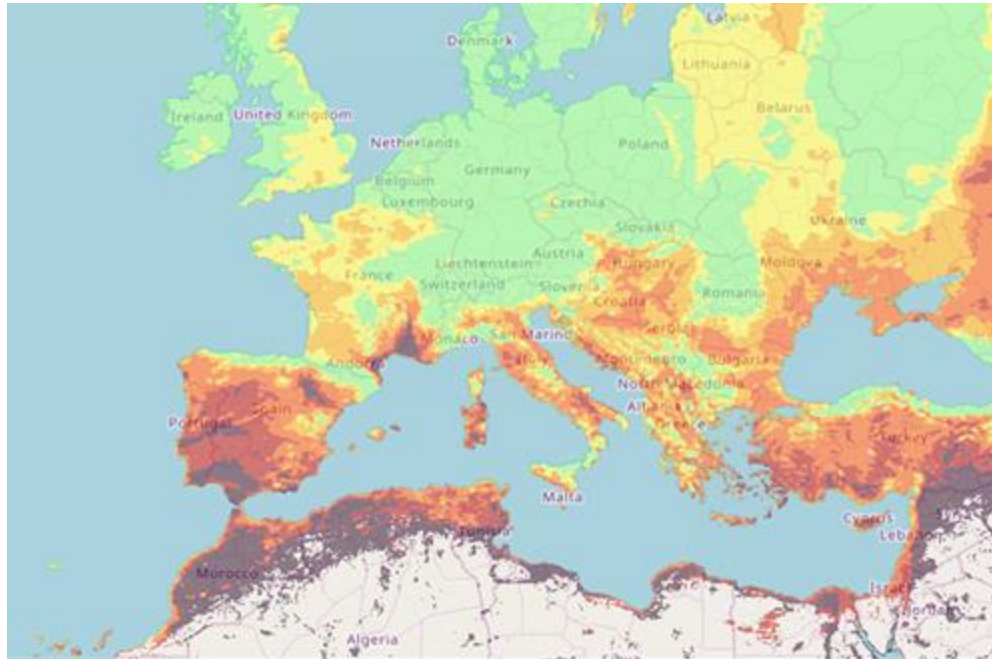 Latvia
Denmark
Lithuania
Ireland
United Kingdom
Belarus
Netherlands
Poland
Germany
Belgium
Luxembourg
Czechia
Ukraine
Slovakia
Austria
Liechtenstein
Hungary
Moldova
France
Switzerland
Slovenia
Romania
Croatia
Serbia
Monaco
San Marino
Italy
Montenegro
Bulgaria
Andorra
North Macedonia
Spain
Albania
Portugal
Greece
Turkey
Malta
Cyprus
Tunisia
Lebanon
Morocco
Israel
Jordan
Algeria